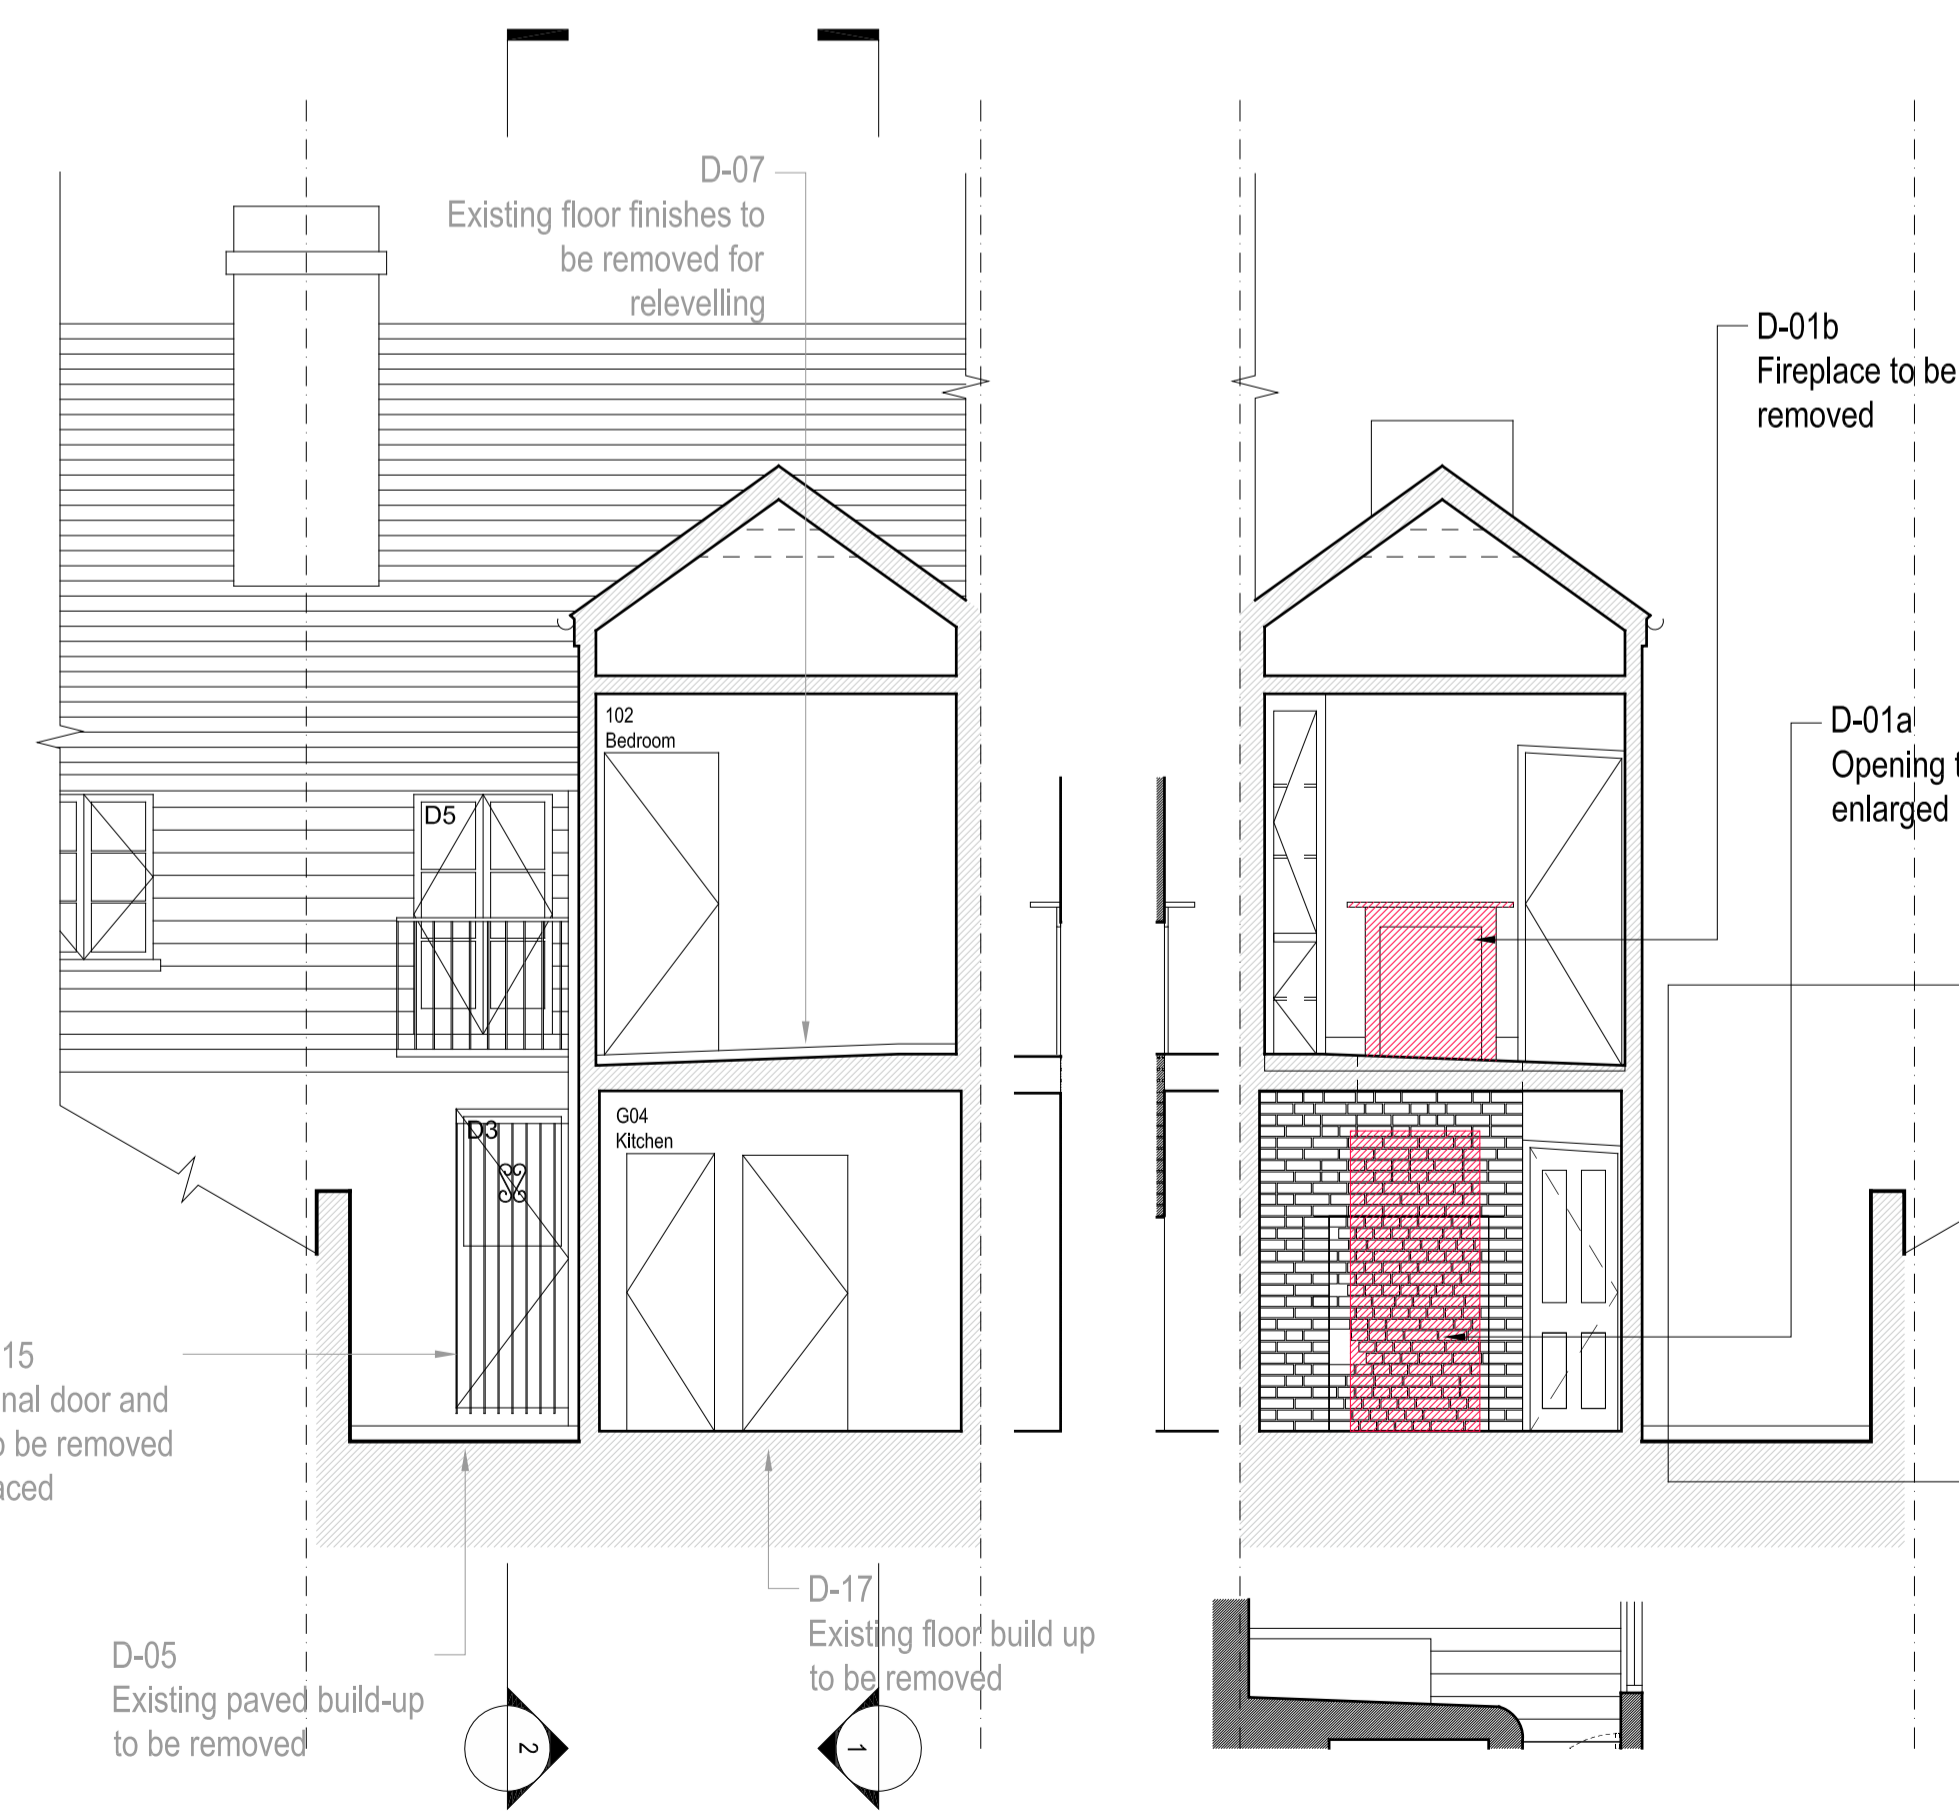 D-07
Existing floor finishes to
be removed for
relevelling
D-01b
Fireplace to be
removed
102
Bedroom
D-01a
Opening
enlarged
D5
D3
G04
Kitchen
15
door and
be removed
D-17
Existing floor build up
to be removed
D-05
Existing paved build-up
to be removed
2
1